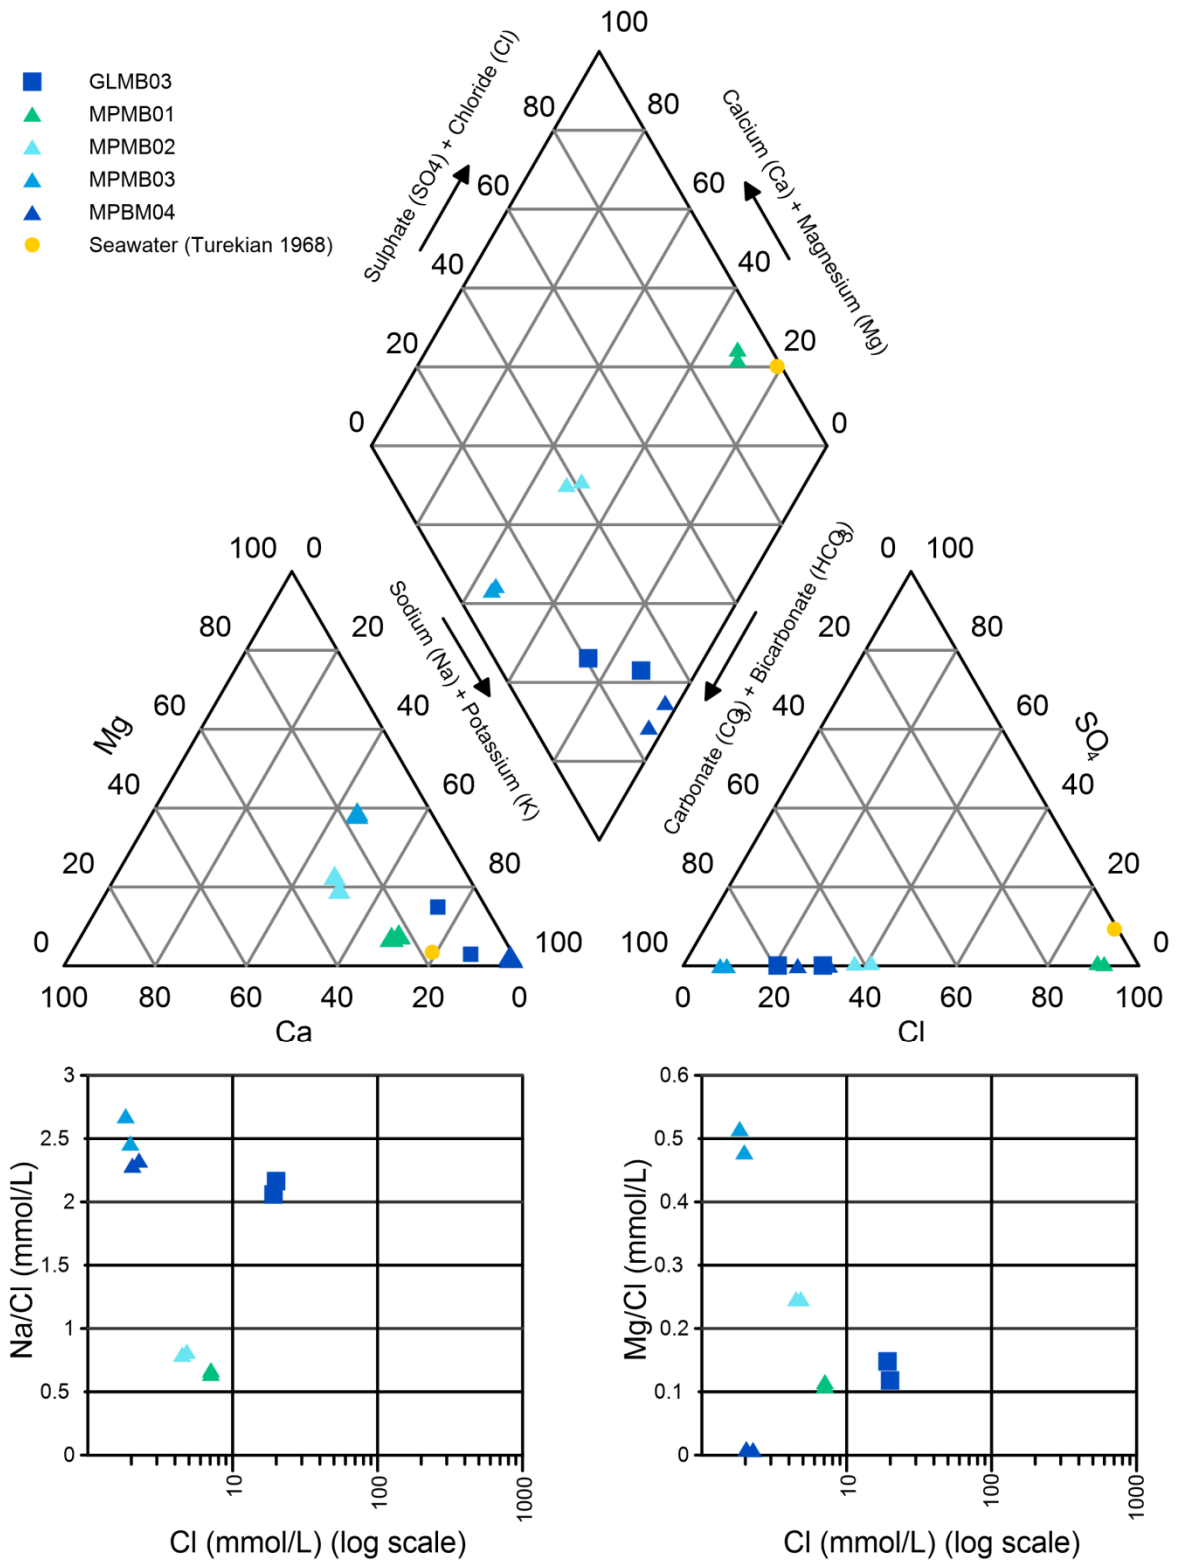 100
GLMB03
MPMB01
MPMB02
MPMB03
MPBM04
Seawater (Turekian 1968)
Sulphate (SO4) + Chloride (Cl)
Calcium (Ca) + Magnesium (Mg)
80 80
60 60
40 40
20 20
0 0
Sodium (Na) + Potassium (K)
Carbonate (CO3) + Bicarbonate (HCO3)
100 0 0 100
80 20 20 80
60 40 40 60
Mg SO4
40 60 60 40
20 80 80 20
0 100 100 0
100 80 60 40 20 0 0 20 40 60 80 100
Ca Cl
3
2.5
2
1.5
1
0.5
0
Na/Cl (mmol/L)
10 100 1000
Cl (mmol/L) (log scale)
0.6
0.5
0.4
0.3
0.2
0.1
0
Mg/Cl (mmol/L)
10 100 1000
Cl (mmol/L) (log scale)